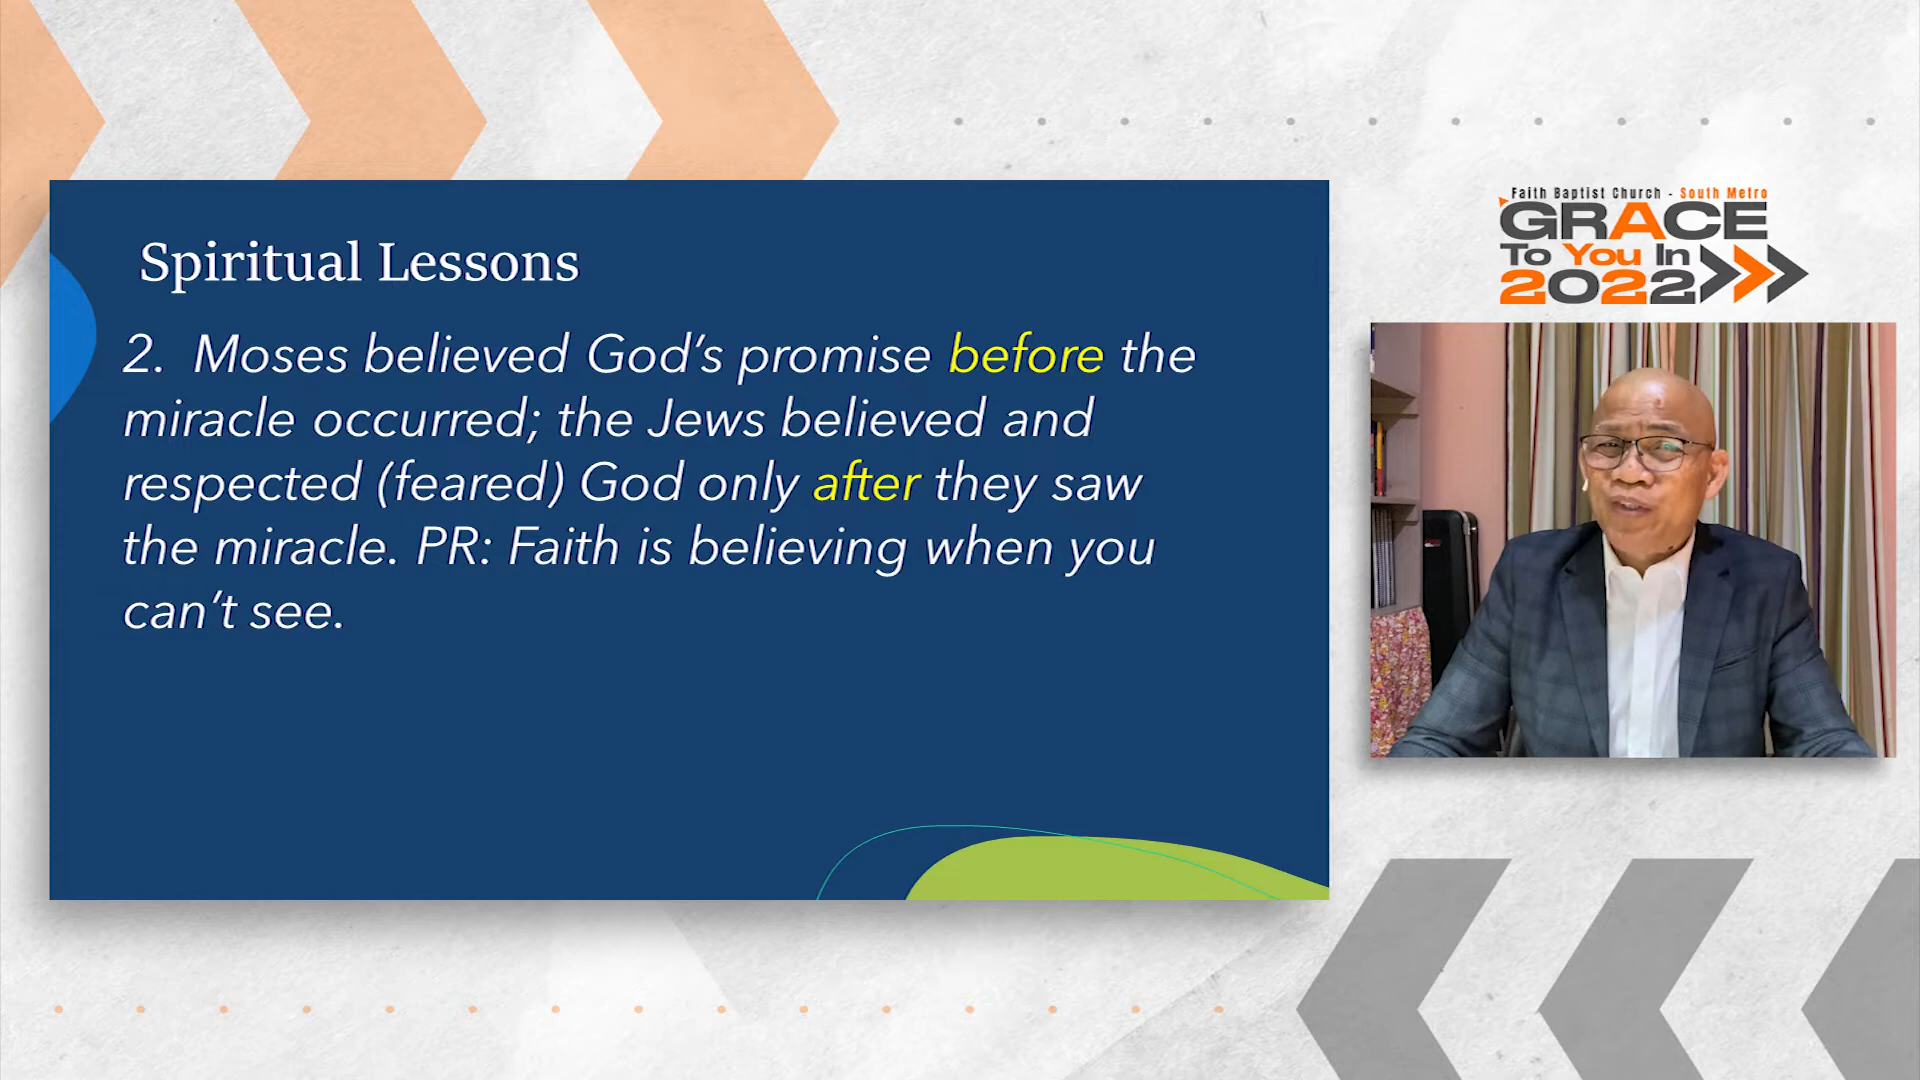 Spiritual Lessons
2. Moses believed God’s promise before the
miracle occurred; the Jews believed and
respected (feared) God only after they saw
the miracle. PR: Faith is believing when you
can’t see.
Faith Baptist Church - South Metro
GRACE
To You In
2022